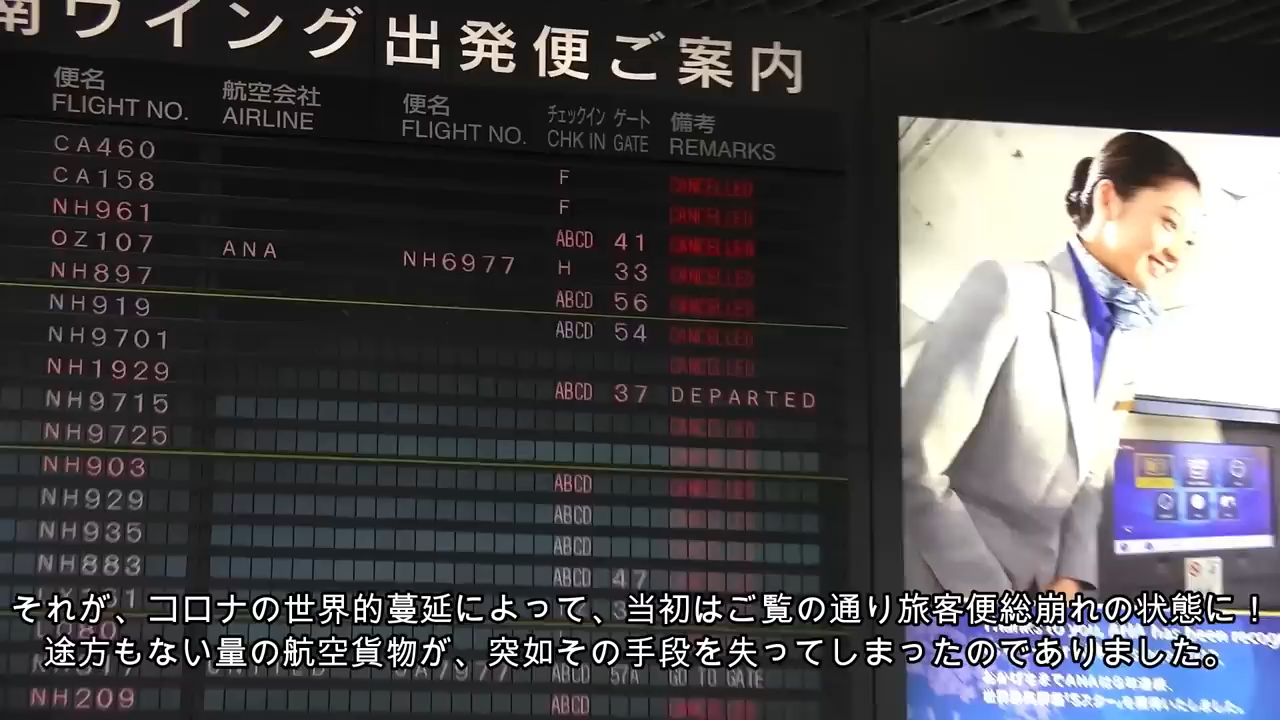 南ウイング出発便ご案内
便名 航空会社 便名 チェックイン ゲート 備考
FLIGHT NO. AIRLINE FLIGHT NO. CHK IN GATE REMARKS
CA460 F CANCELLED
CA158 F CANCELLED
NH961 ABCD 41 CANCELLED
OZ107 ANA NH6977 H 33 CANCELLED
NH897 ABCD 56 CANCELLED
NH919 ABCD 54 CANCELLED
NH9701 CANCELLED
NH1929 ABCD 37 DEPARTED
NH9715 CANCELLED
NH9725 CANCELLED
NH903 ABCD CANCELLED
NH929 ABCD CANCELLED
NH935 ABCD CANCELLED
NH883 ABCD 47
57A GO TO GATE
NH209 ABCD
それが、コロナの世界的蔓延によって、当初はご覧の通り旅客便総崩れの状態に！
途方もない量の航空貨物が、突如その手段を失ってしまったのでありました。